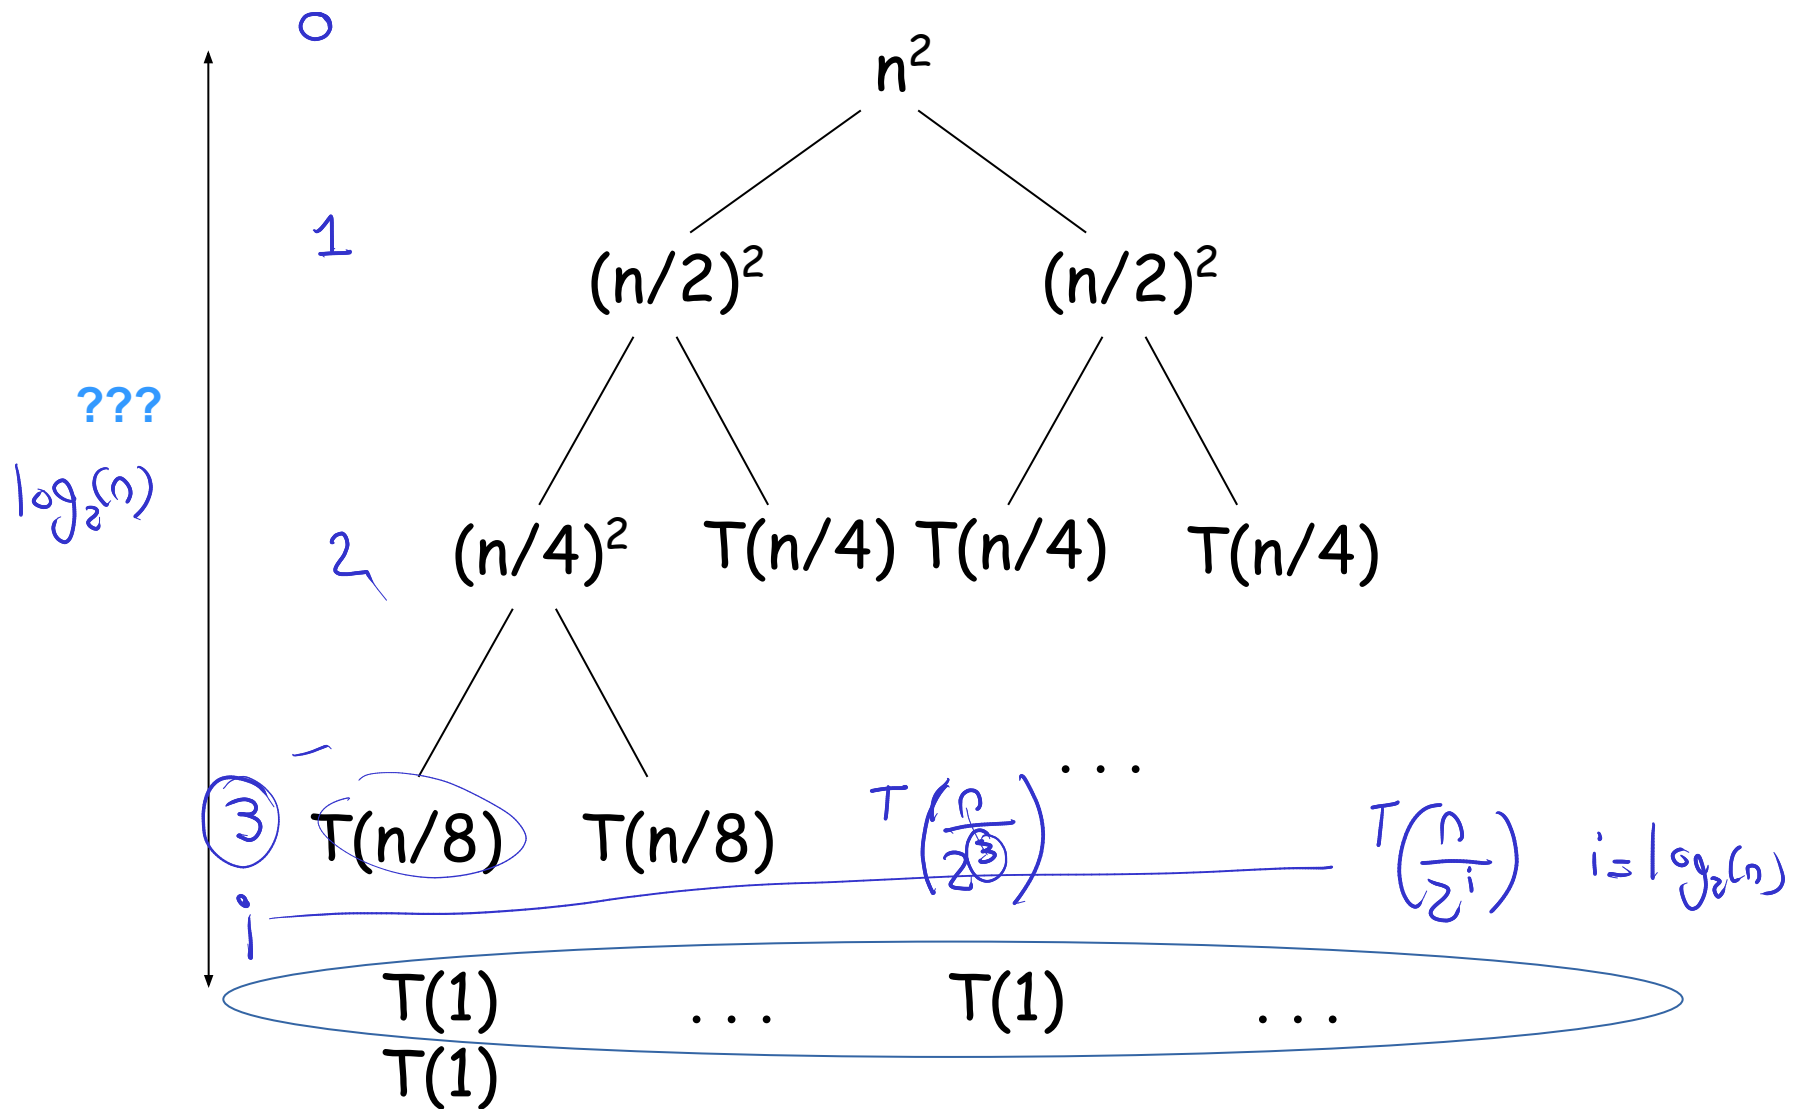 0
n²
1
(n/2)² (n/2)²
???
log₂(n)
2
(n/4)² T(n/4) T(n/4) T(n/4)
. . .
3 T(n/8) T(n/8) T(n/2³) T(n/2ⁱ) i = log₂(n)
i
T(1) . . . T(1) . . .
T(1)